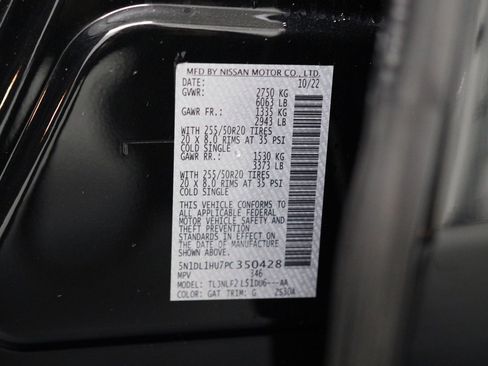 MFD BY NISSAN MOTOR CO., LTD.
DATE: 10/22
GVWR: 2750 KG
6063 LB
GAWR FR.: 1335 KG
2943 LB
WITH 255/50R20 TIRES
20 X 8.0 RIMS AT 35 PSI
COLD SINGLE
GAWR RR.: 1530 KG
3373 LB
WITH 255/50R20 TIRES
20 X 8.0 RIMS AT 35 PSI
COLD SINGLE
THIS VEHICLE CONFORMS TO
ALL APPLICABLE FEDERAL
MOTOR VEHICLE SAFETY
AND THEFT PREVENTION
STANDARDS IN EFFECT ON
THE DATE OF MANUFACTURE
SHOWN ABOVE.
5N1DL1HU7PC350428
MPV 346
MODEL: TLJNLF2 L51DU6---AA
COLOR: GAT TRIM: G